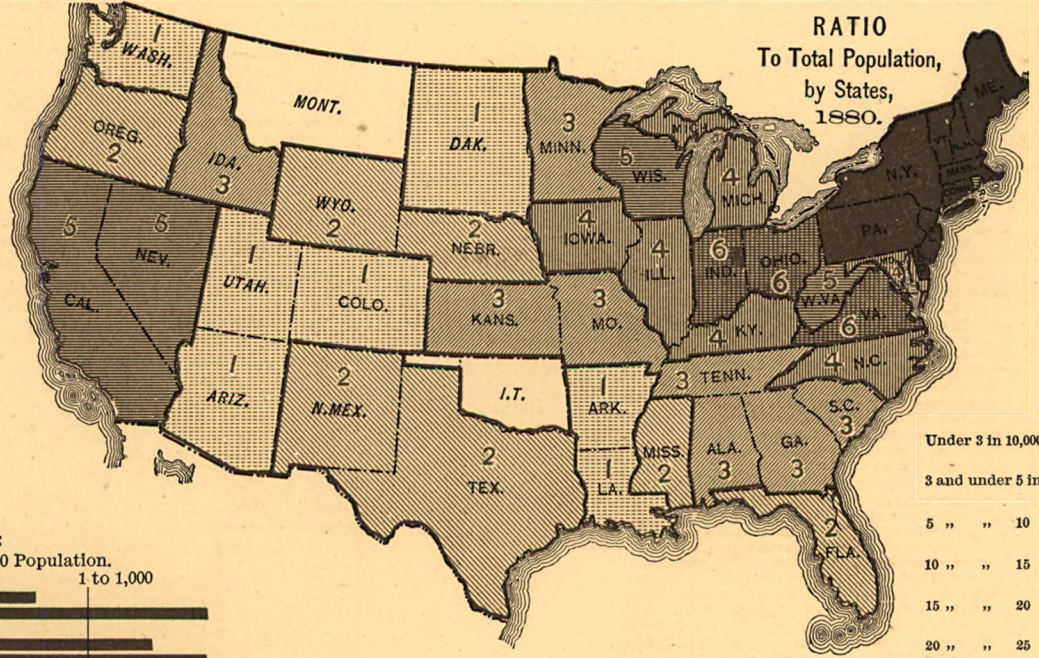 RATIO
To Total Population,
by States,
1880.
1
WASH.
OREG.
2
IDA.
3
MONT.
1
DAK.
3
MINN.
5
WIS.
MICH.
4
MICH.
ME.
VT.
N.H.
MASS.
CONN.
N.Y.
PA.
5
CAL.
5
NEV.
WYO.
2
2
NEBR.
4
IOWA.
4
ILL.
6
IND.
OHIO.
6
5
W.VA.
VA.
6
1
UTAH.
1
COLO.
3
KANS.
3
MO.
4
KY.
1
ARIZ.
2
N.MEX.
I.T.
1
ARK.
3 TENN.
4 N.C.
S.C.
3
2
TEX.
1
LA.
MISS.
2
ALA.
3
GA.
3
2
FLA.
Under 3 in 10,000
3 and under 5 in
5 „ „ 10
10 „ „ 15
15 „ „ 20
20 „ „ 25
0 Population.
1 to 1,000